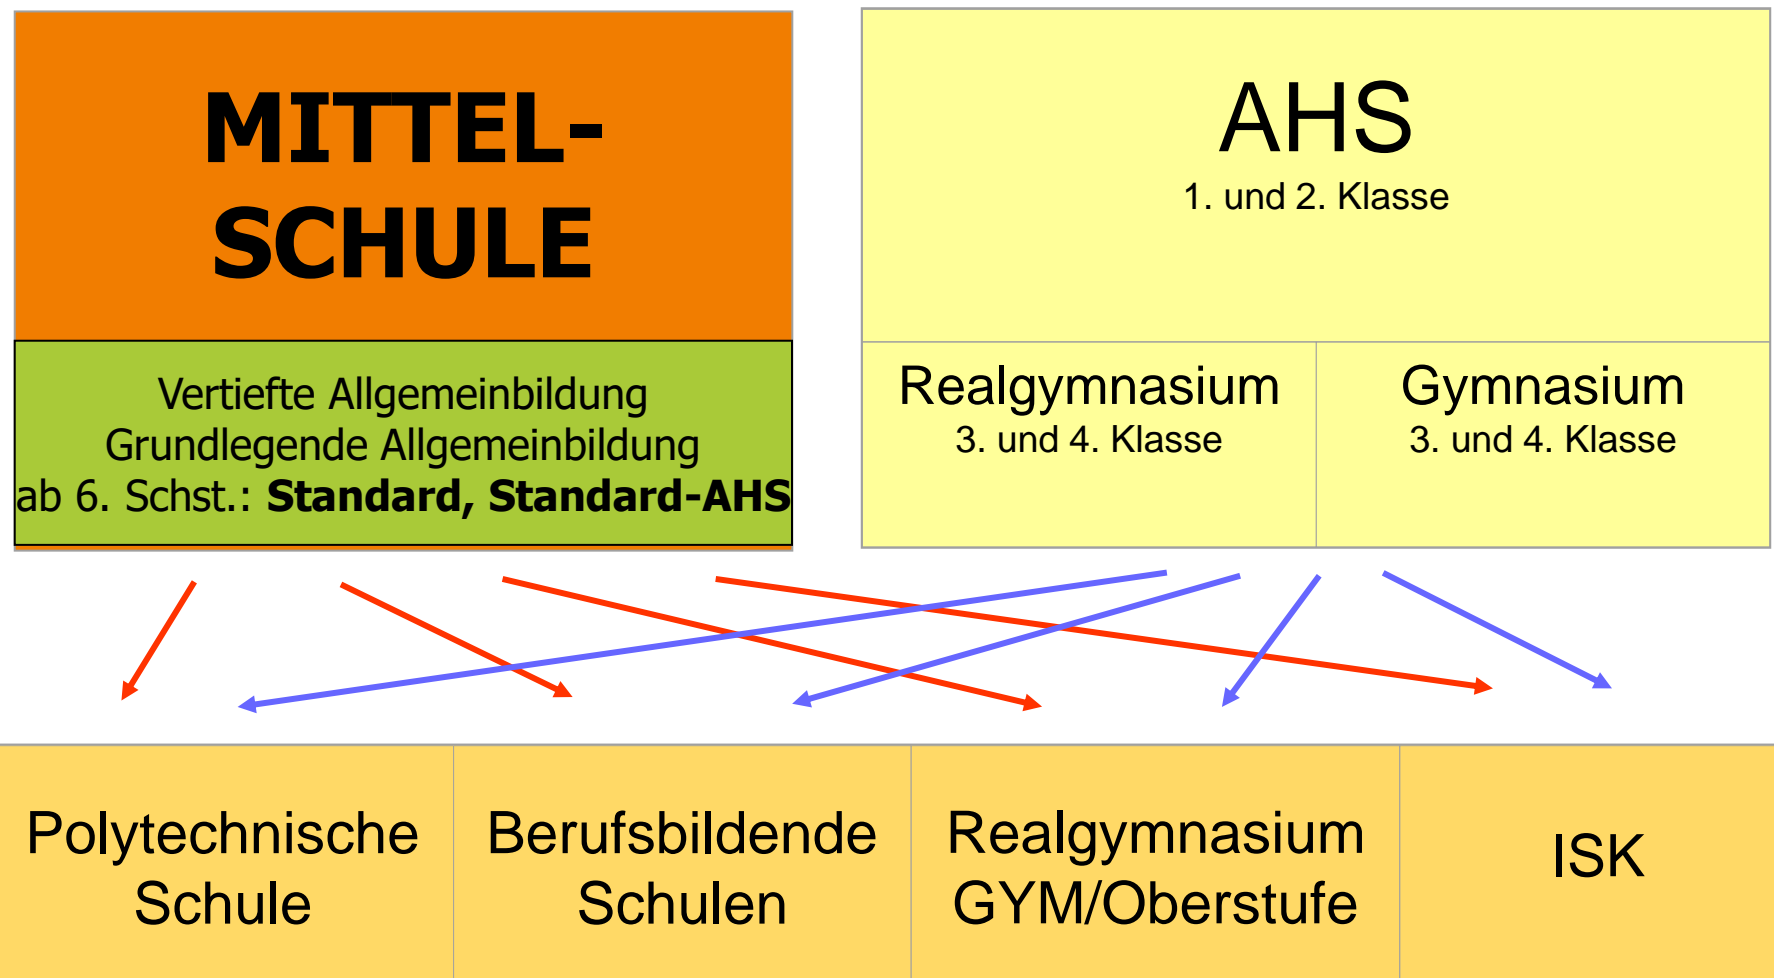 MITTEL-
SCHULE
Vertiefte Allgemeinbildung
Grundlegende Allgemeinbildung
ab 6. Schst.: Standard, Standard-AHS
AHS
1. und 2. Klasse
Realgymnasium
3. und 4. Klasse
Gymnasium
3. und 4. Klasse
Polytechnische
Schule
Berufsbildende
Schulen
Realgymnasium
GYM/Oberstufe
ISK